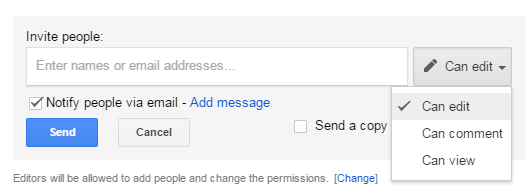 Invite people:
Enter names or email addresses... Can edit
Notify people via email - Add message
Can edit
Send Cancel Send a copy Can comment
Can view
Editors will be allowed to add people and change the permissions. [Change]